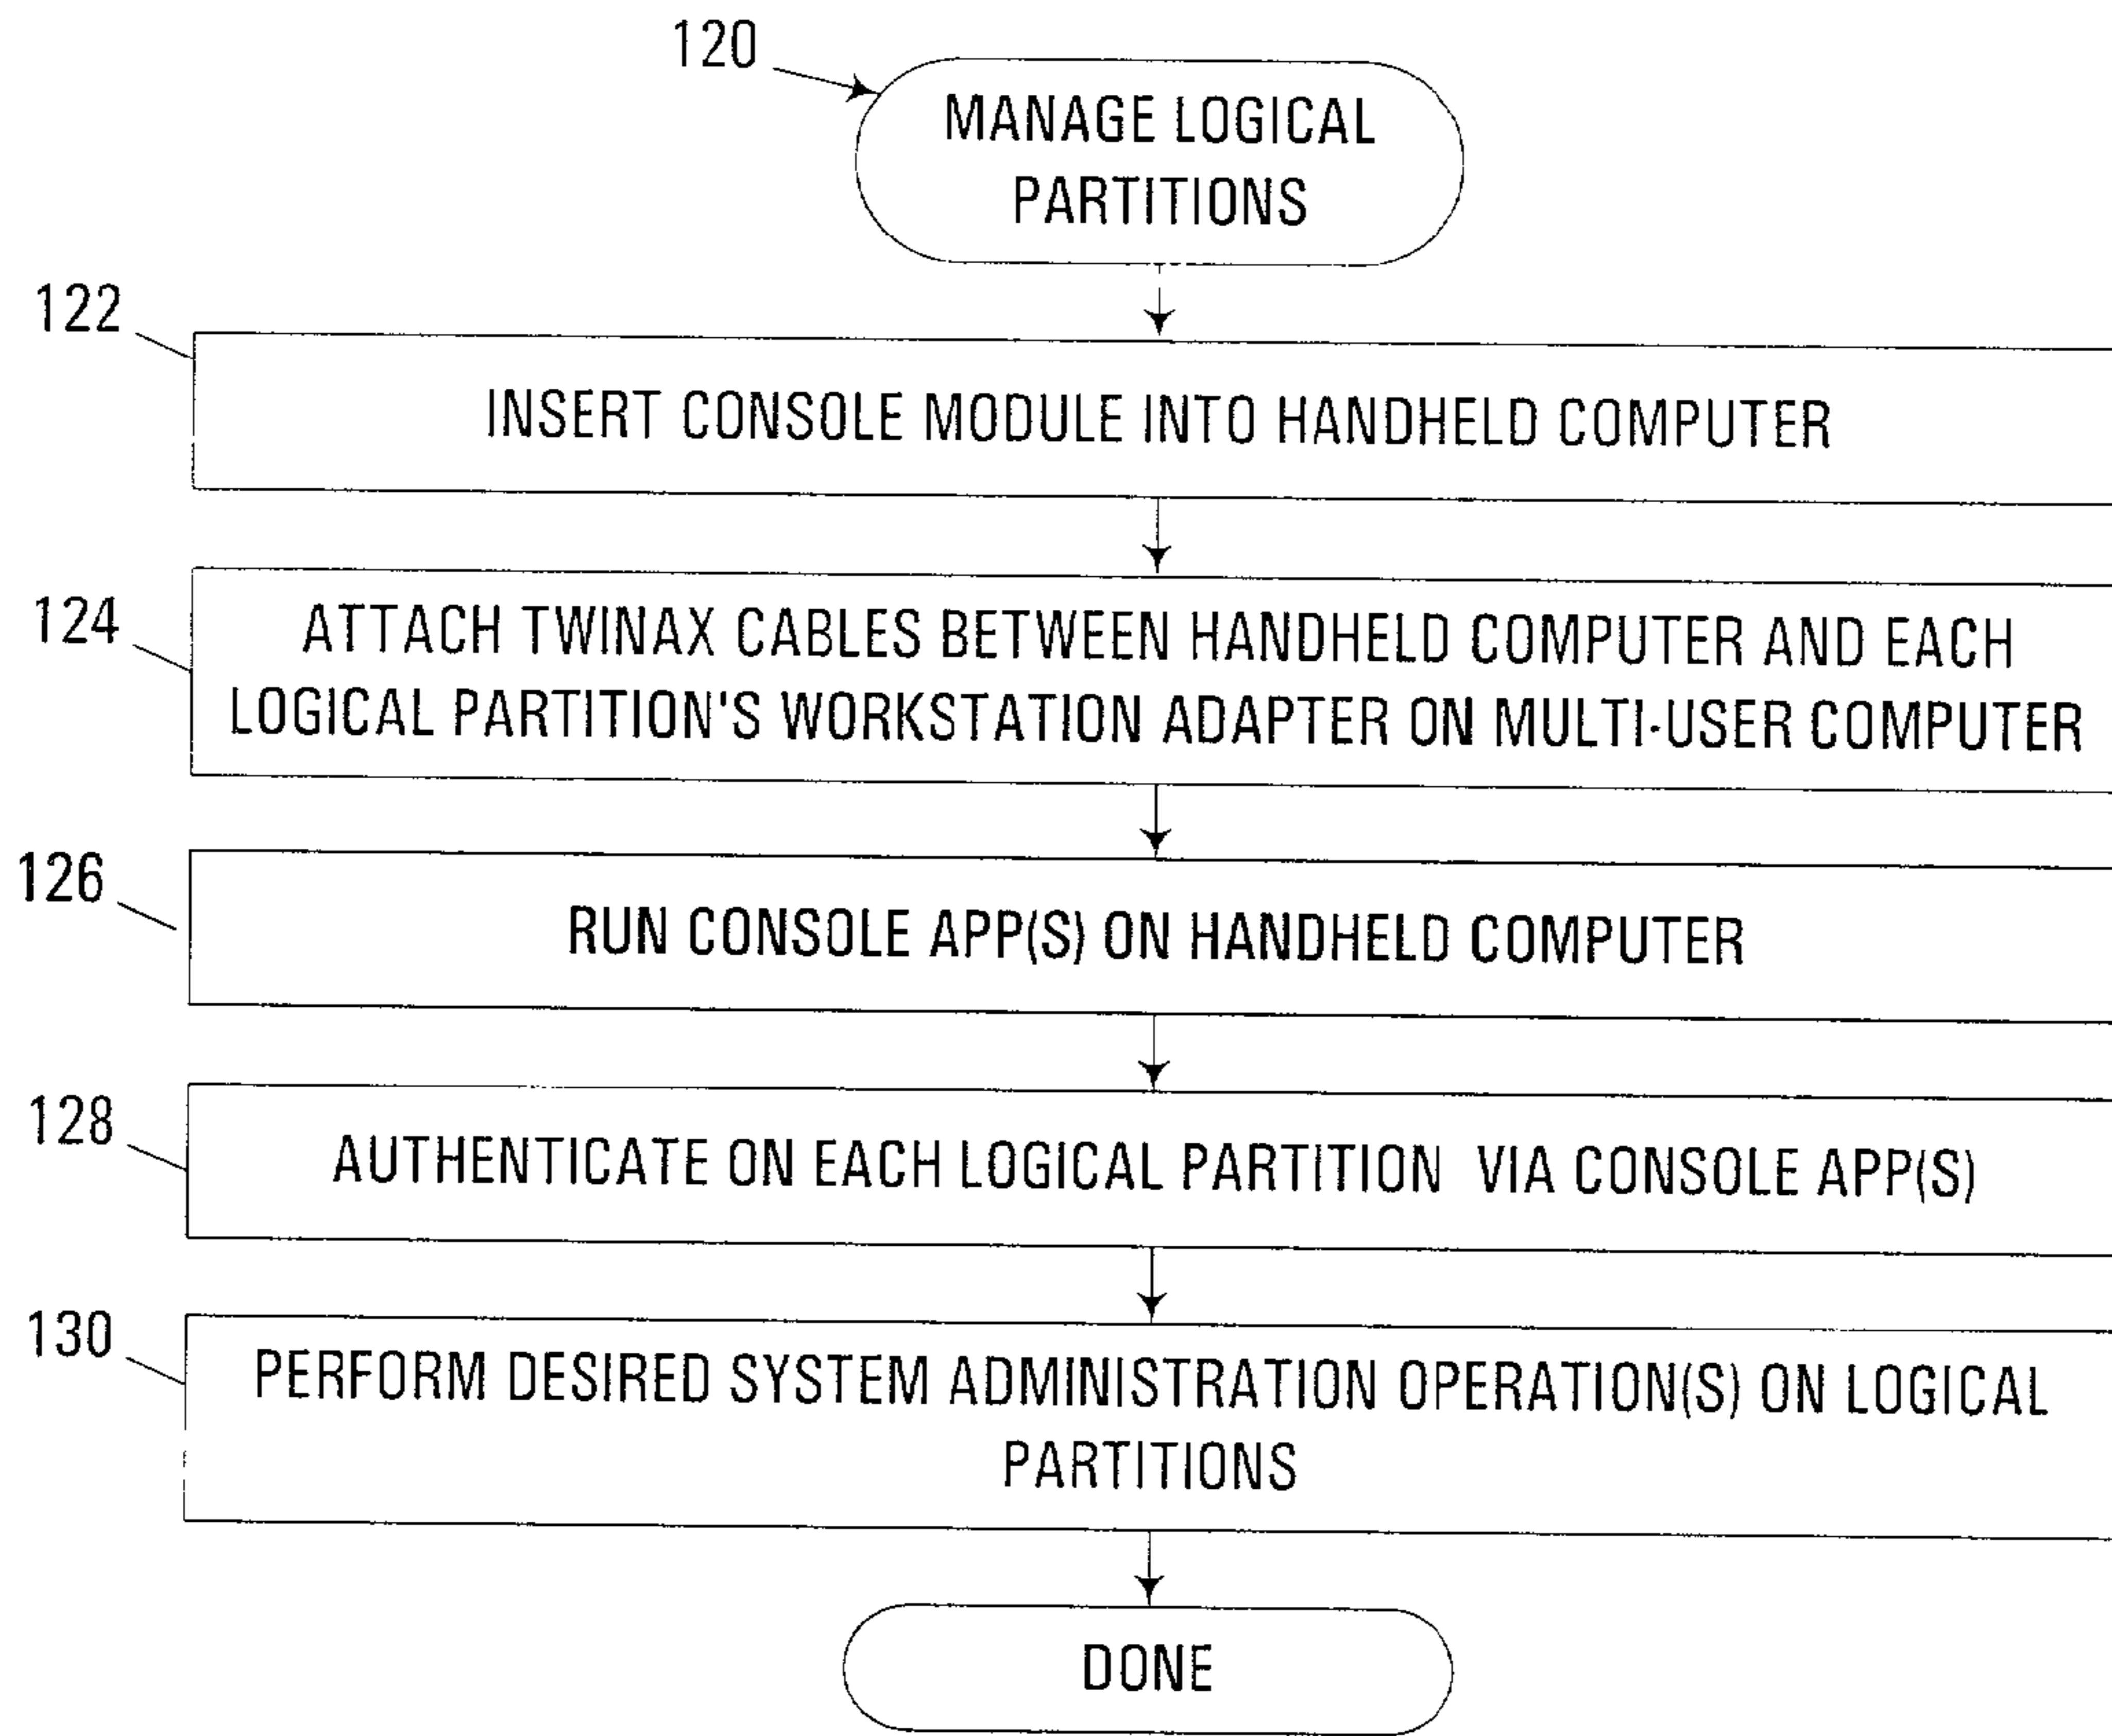 120
MANAGE LOGICAL
PARTITIONS
122
INSERT CONSOLE MODULE INTO HANDHELD COMPUTER
124
ATTACH TWINAX CABLES BETWEEN HANDHELD COMPUTER AND EACH
LOGICAL PARTITION'S WORKSTATION ADAPTER ON MULTI-USER COMPUTER
126
RUN CONSOLE APP(S) ON HANDHELD COMPUTER
128
AUTHENTICATE ON EACH LOGICAL PARTITION VIA CONSOLE APP(S)
130
PERFORM DESIRED SYSTEM ADMINISTRATION OPERATION(S) ON LOGICAL
PARTITIONS
DONE